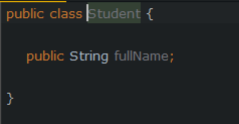 public class Student {
public String fullName;
}